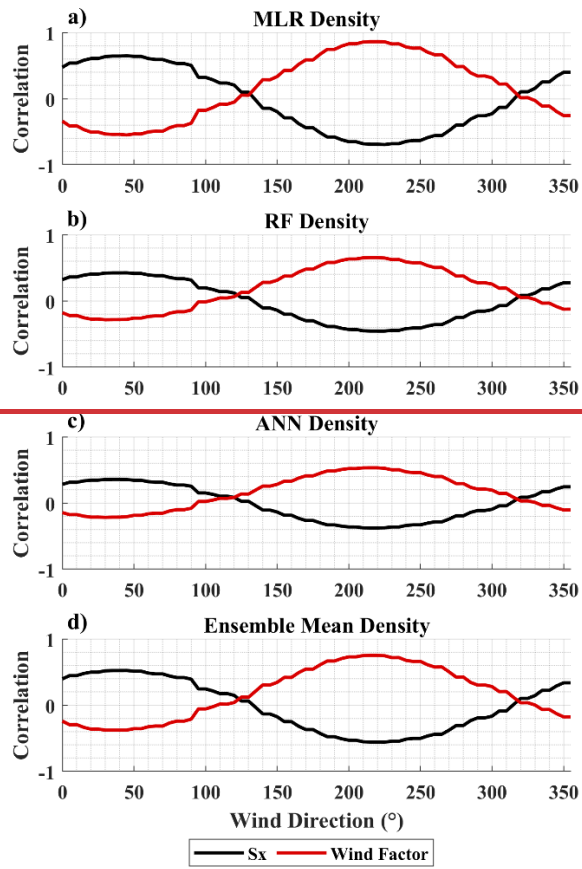 a) MLR Density
Correlation
1
0
-1
0 50 100 150 200 250 300 350
b) RF Density
Correlation
1
0
-1
0 50 100 150 200 250 300 350
c) ANN Density
Correlation
1
0
-1
0 50 100 150 200 250 300 350
d) Ensemble Mean Density
Correlation
1
0
-1
0 50 100 150 200 250 300 350
Wind Direction (°)
Sx Wind Factor